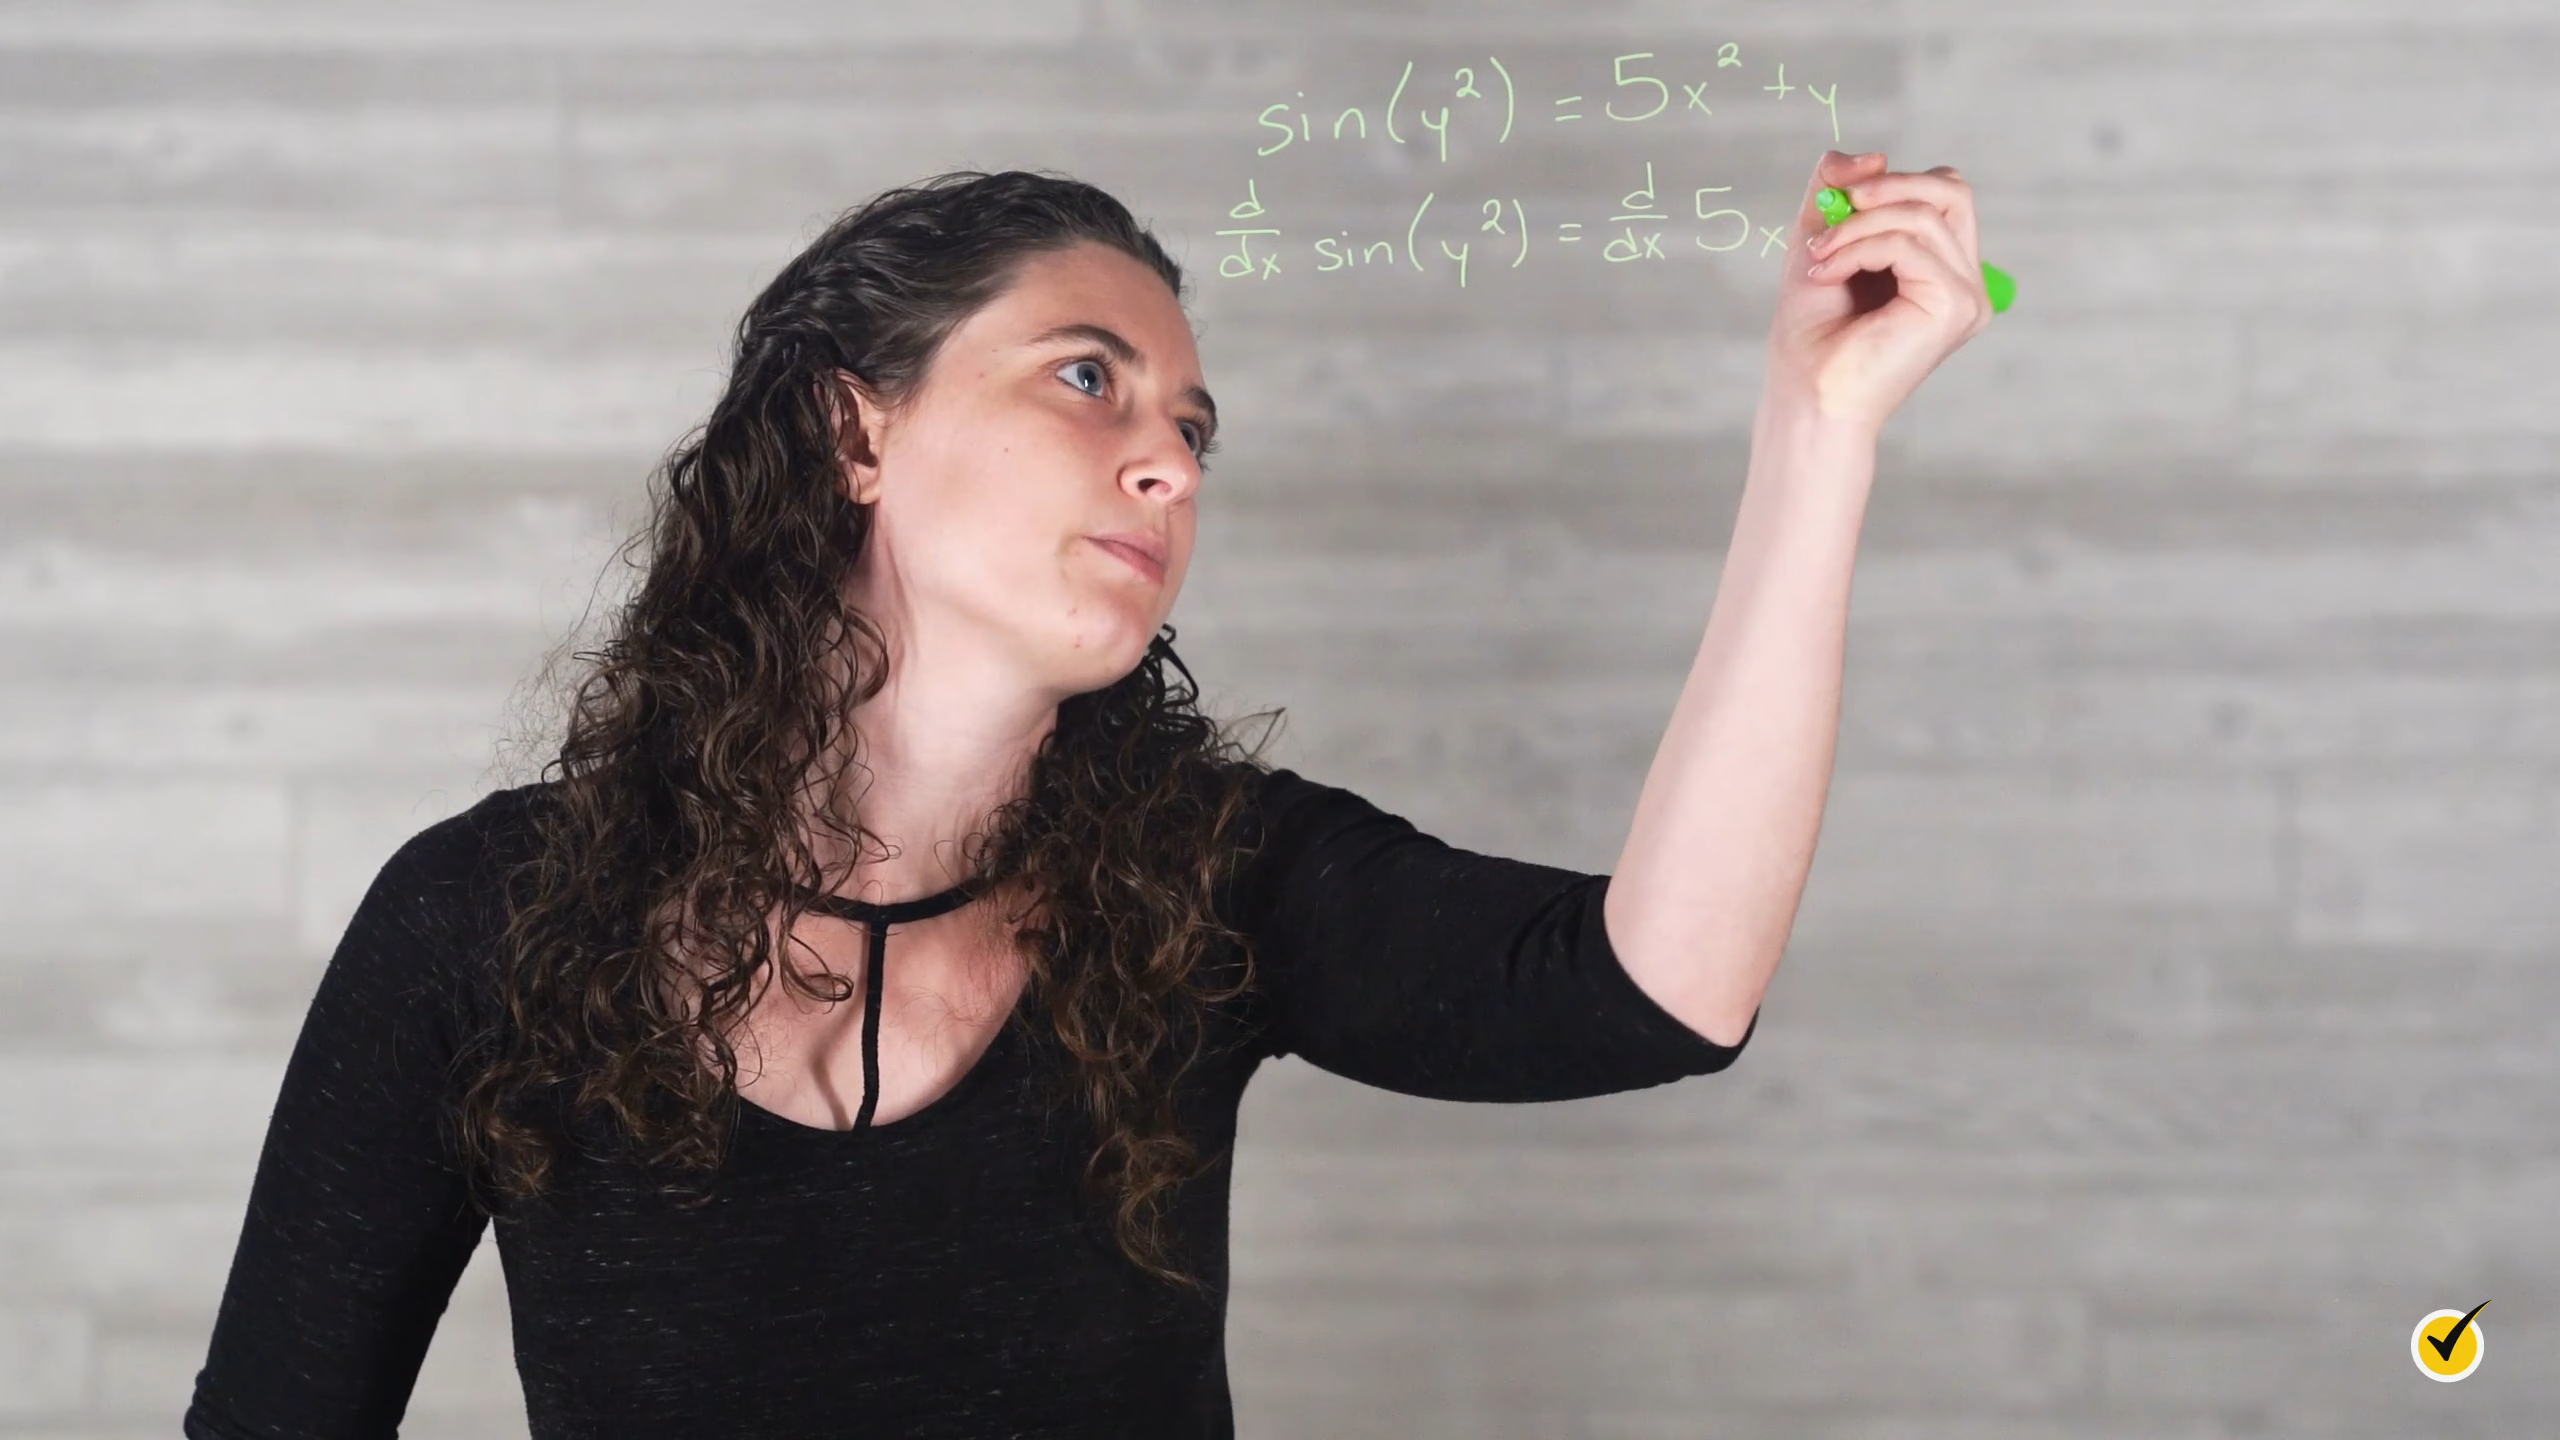 sin(y²) = 5x² + y
d/dx sin(y²) = d/dx 5x